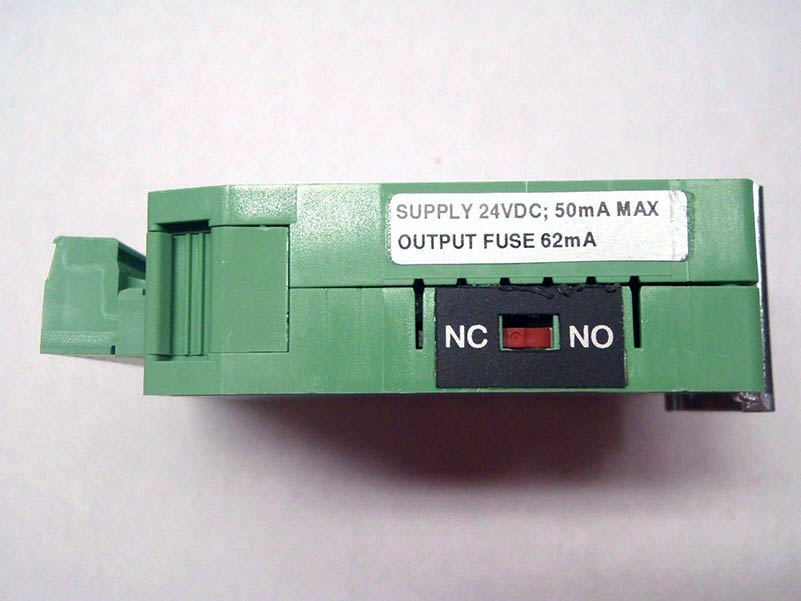 SUPPLY 24VDC; 50mA MAX
OUTPUT FUSE 62mA
NC NO